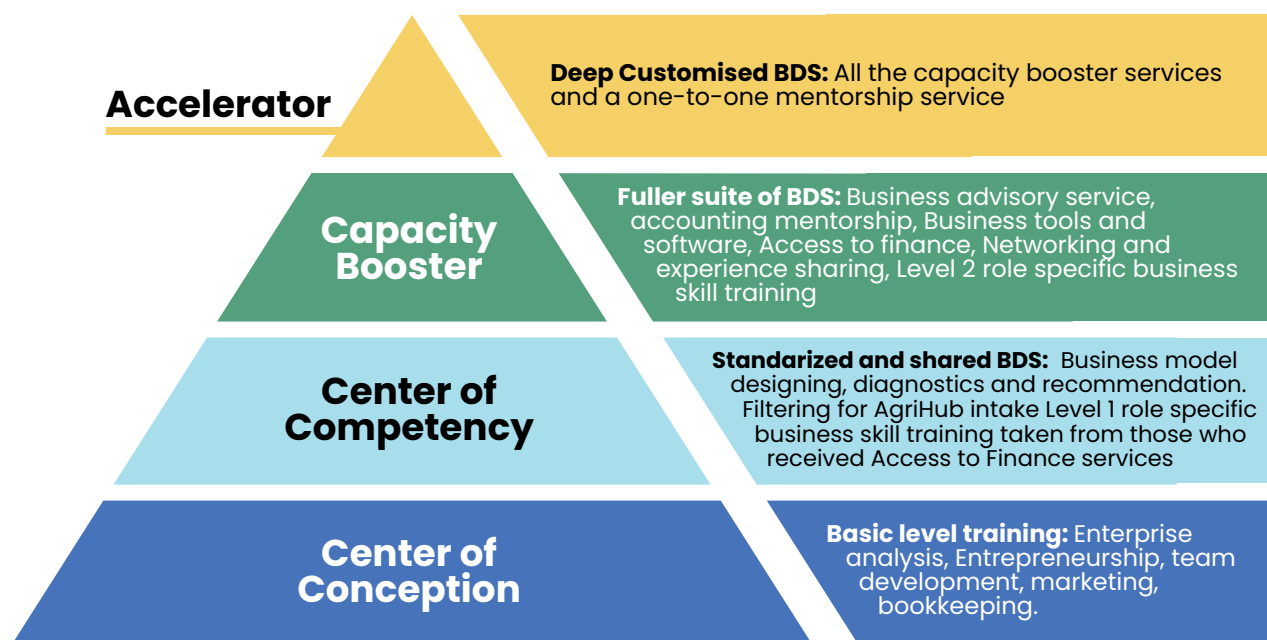 Accelerator
Deep Customised BDS: All the capacity booster services
and a one-to-one mentorship service
Capacity
Booster
Fuller suite of BDS: Business advisory service,
accounting mentorship, Business tools and
software, Access to finance, Networking and
experience sharing, Level 2 role specific business
skill training
Center of
Competency
Standarized and shared BDS: Business model
designing, diagnostics and recommendation.
Filtering for AgriHub intake Level 1 role specific
business skill training taken from those who
received Access to Finance services
Center of
Conception
Basic level training: Enterprise
analysis, Entrepreneurship, team
development, marketing,
bookkeeping.